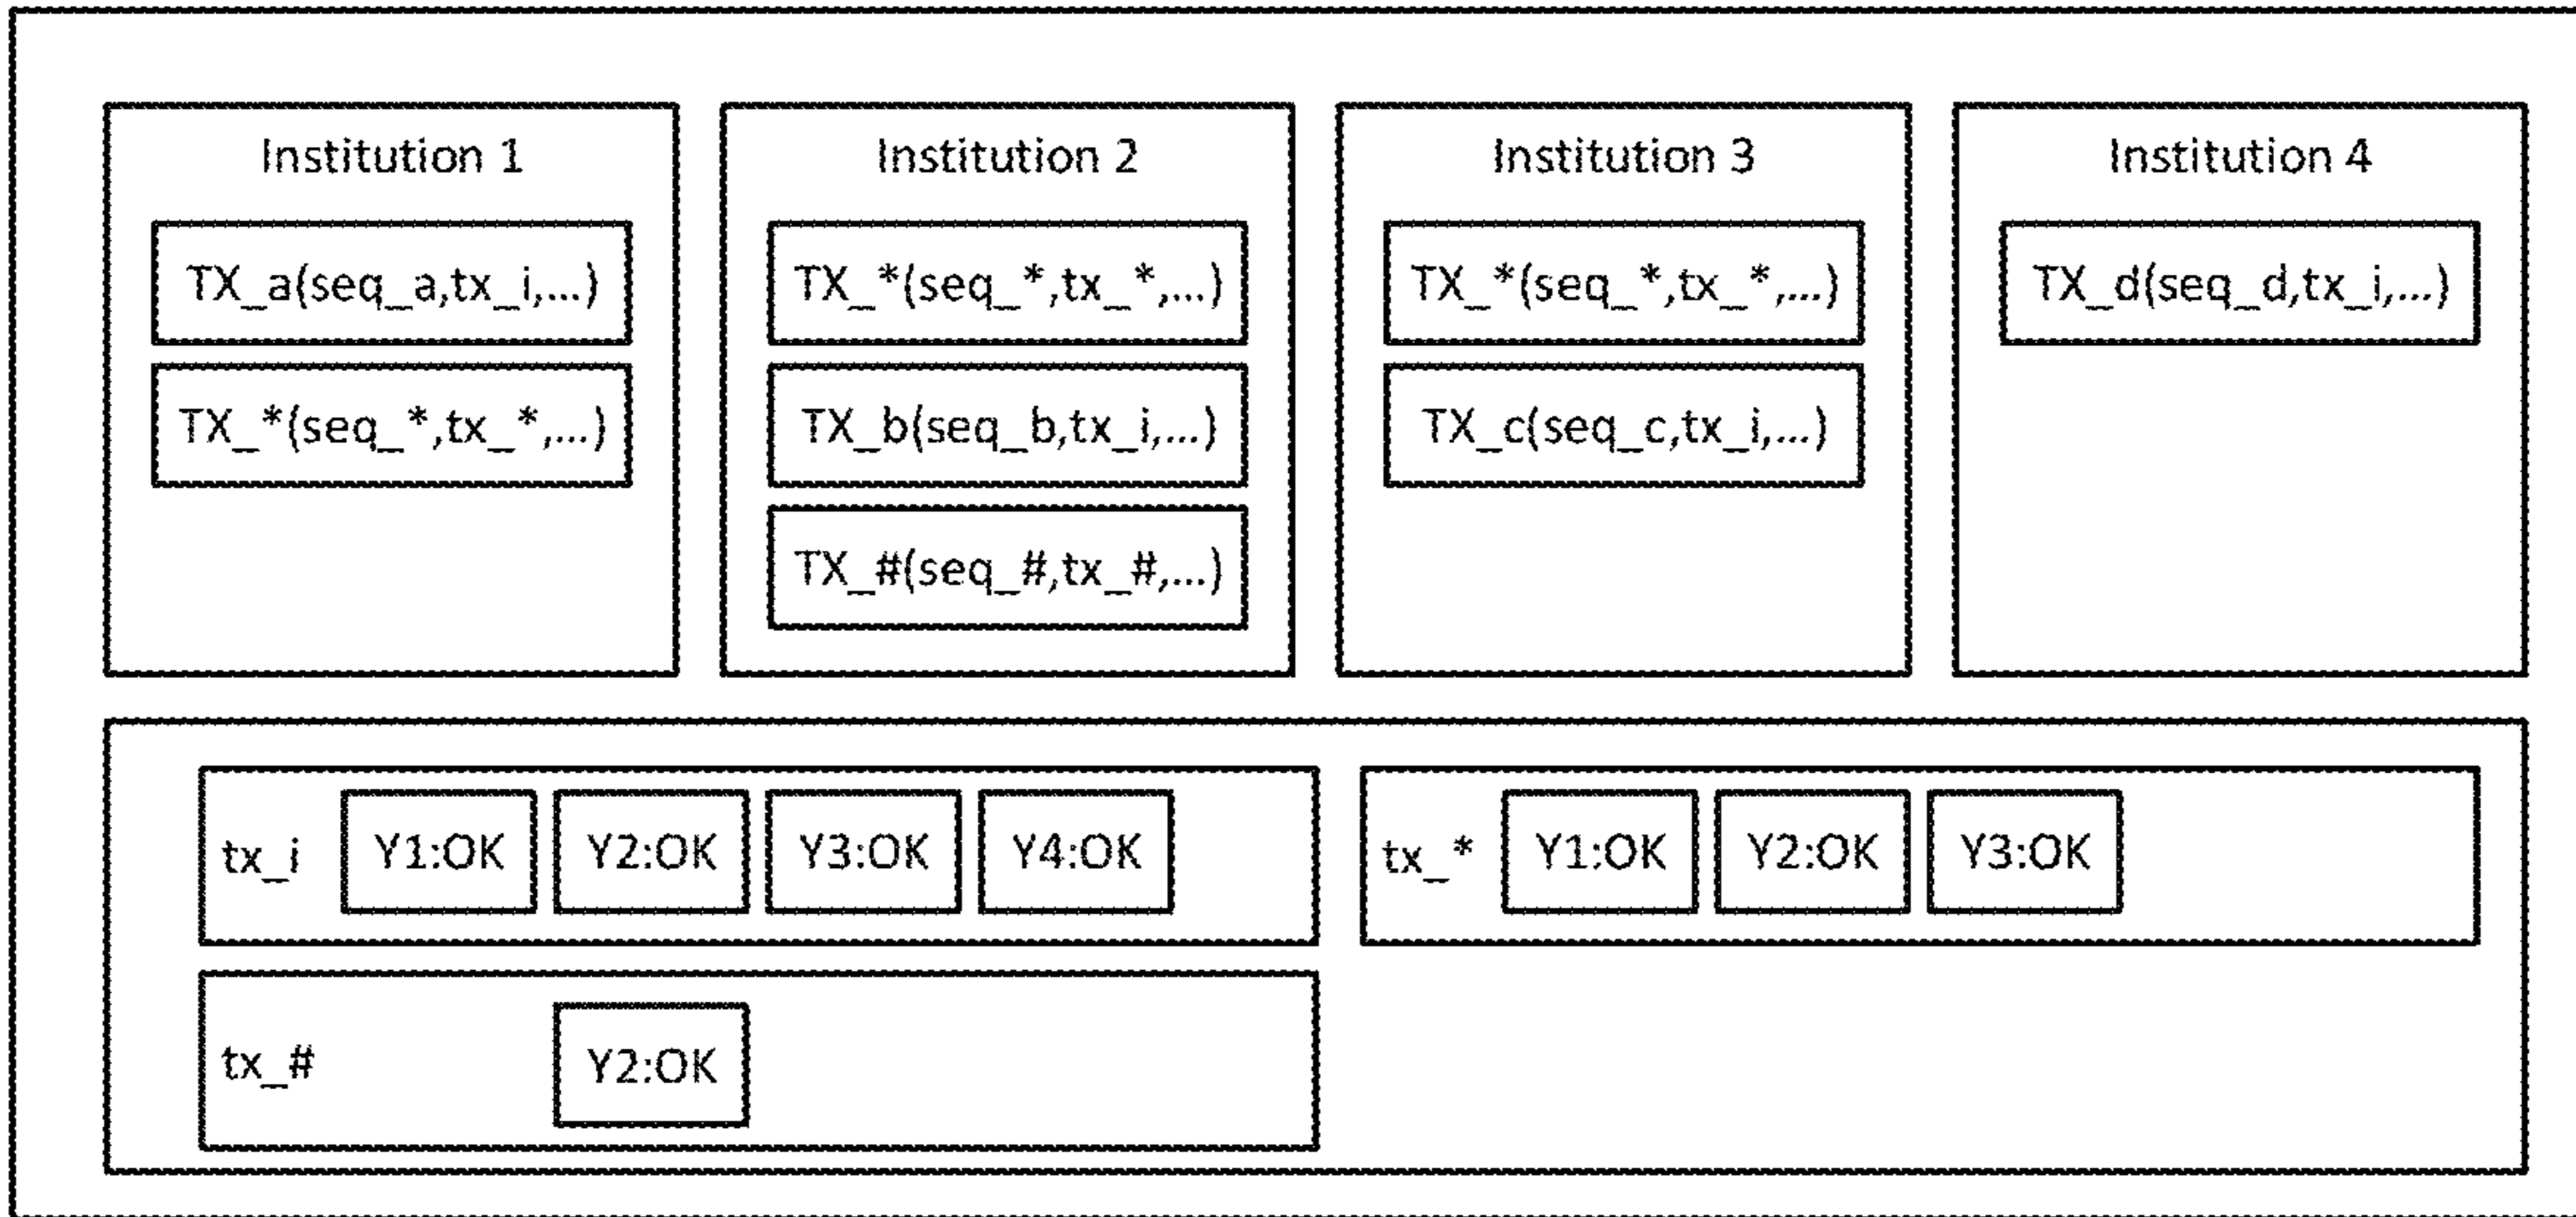 Institution 1
TX_a(seq_a,tx_i,...)
TX_*(seq_*,tx_*,...)
Institution 2
TX_*(seq_*,tx_*,...)
TX_b(seq_b,tx_i,...)
TX_#(seq_#,tx_#,...)
Institution 3
TX_*(seq_*,tx_*,...)
TX_c(seq_c,tx_i,...)
Institution 4
TX_d(seq_d,tx_i,...)
tx_i Y1:OK Y2:OK Y3:OK Y4:OK
tx_* Y1:OK Y2:OK Y3:OK
tx_# Y2:OK